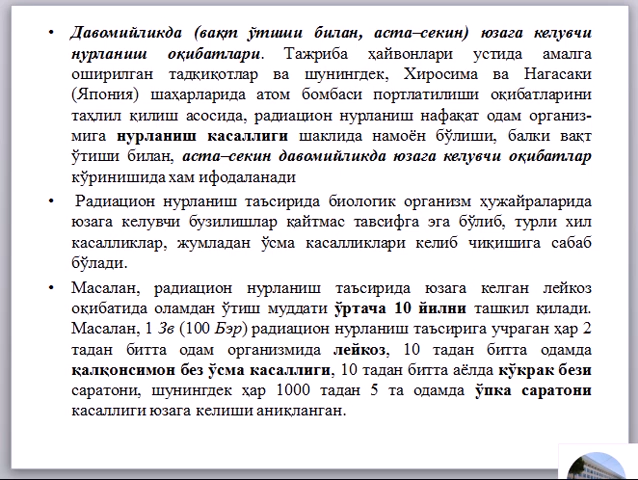 • Давомийликда (вақт ўтиши билан, аста–секин) юзага келувчи
нурланиш оқибатлари. Тажриба ҳайвонлари устида амалга
оширилган тадқиқотлар ва шунингдек, Хиросима ва Нагасаки
(Япония) шаҳарларида атом бомбаси портлатилиши оқибатларини
таҳлил қилиш асосида, радиацион нурланиш нафақат одам организ-
мига нурланиш касаллиги шаклида намоён бўлиши, балки вақт
ўтиши билан, аста–секин давомийликда юзага келувчи оқибатлар
кўринишида хам ифодаланади
• Радиацион нурланиш таъсирида биологик организм ҳужайраларида
юзага келувчи бузилишлар қайтмас тавсифга эга бўлиб, турли хил
касалликлар, жумладан ўсма касалликлари келиб чиқишига сабаб
бўлади.
• Масалан, радиацион нурланиш таъсирида юзага келган лейкоз
оқибатида оламдан ўтиш муддати ўртача 10 йилни ташкил қилади.
Масалан, 1 Зв (100 Бэр) радиацион нурланиш таъсирига учраган ҳар 2
тадан битта одам организмида лейкоз, 10 тадан битта одамда
қалқонсимон без ўсма касаллиги, 10 тадан битта аёлда кўкрак бези
саратони, шунингдек ҳар 1000 тадан 5 та одамда ўпка саратони
касаллиги юзага келиши аниқланган.